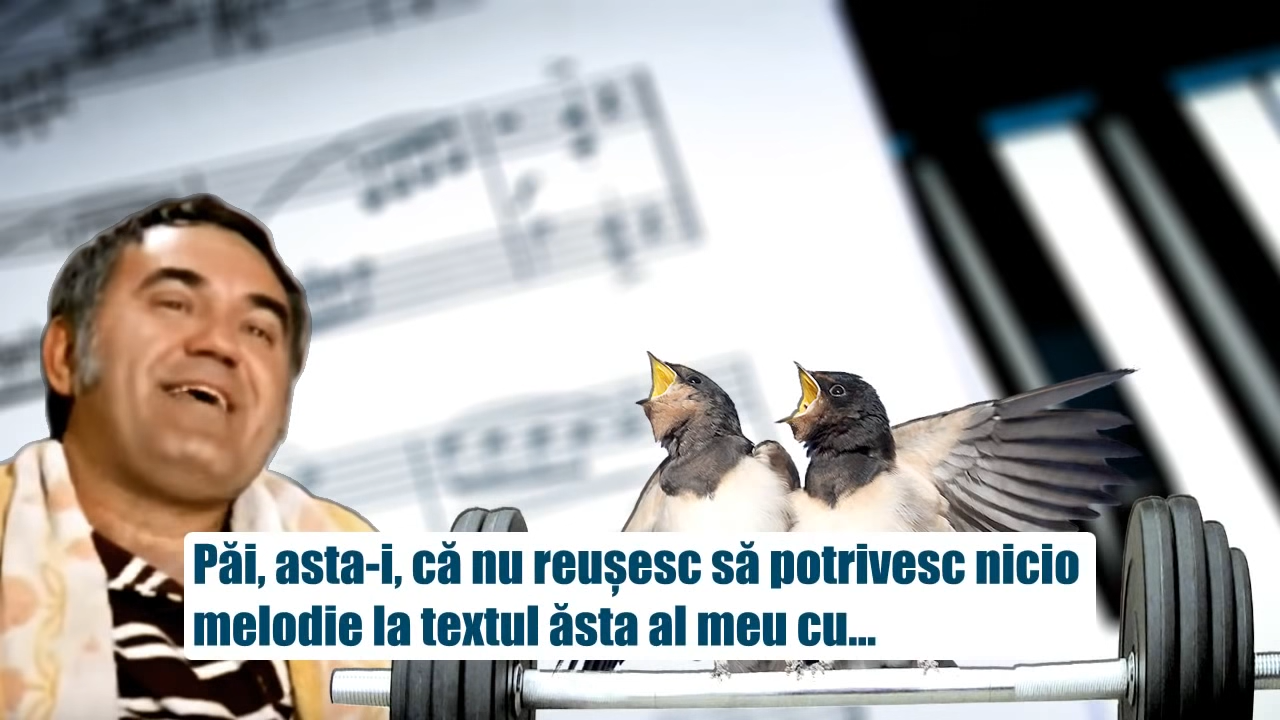 Păi, asta-i, că nu reușesc să potrivesc nicio
melodie la textul ăsta al meu cu...